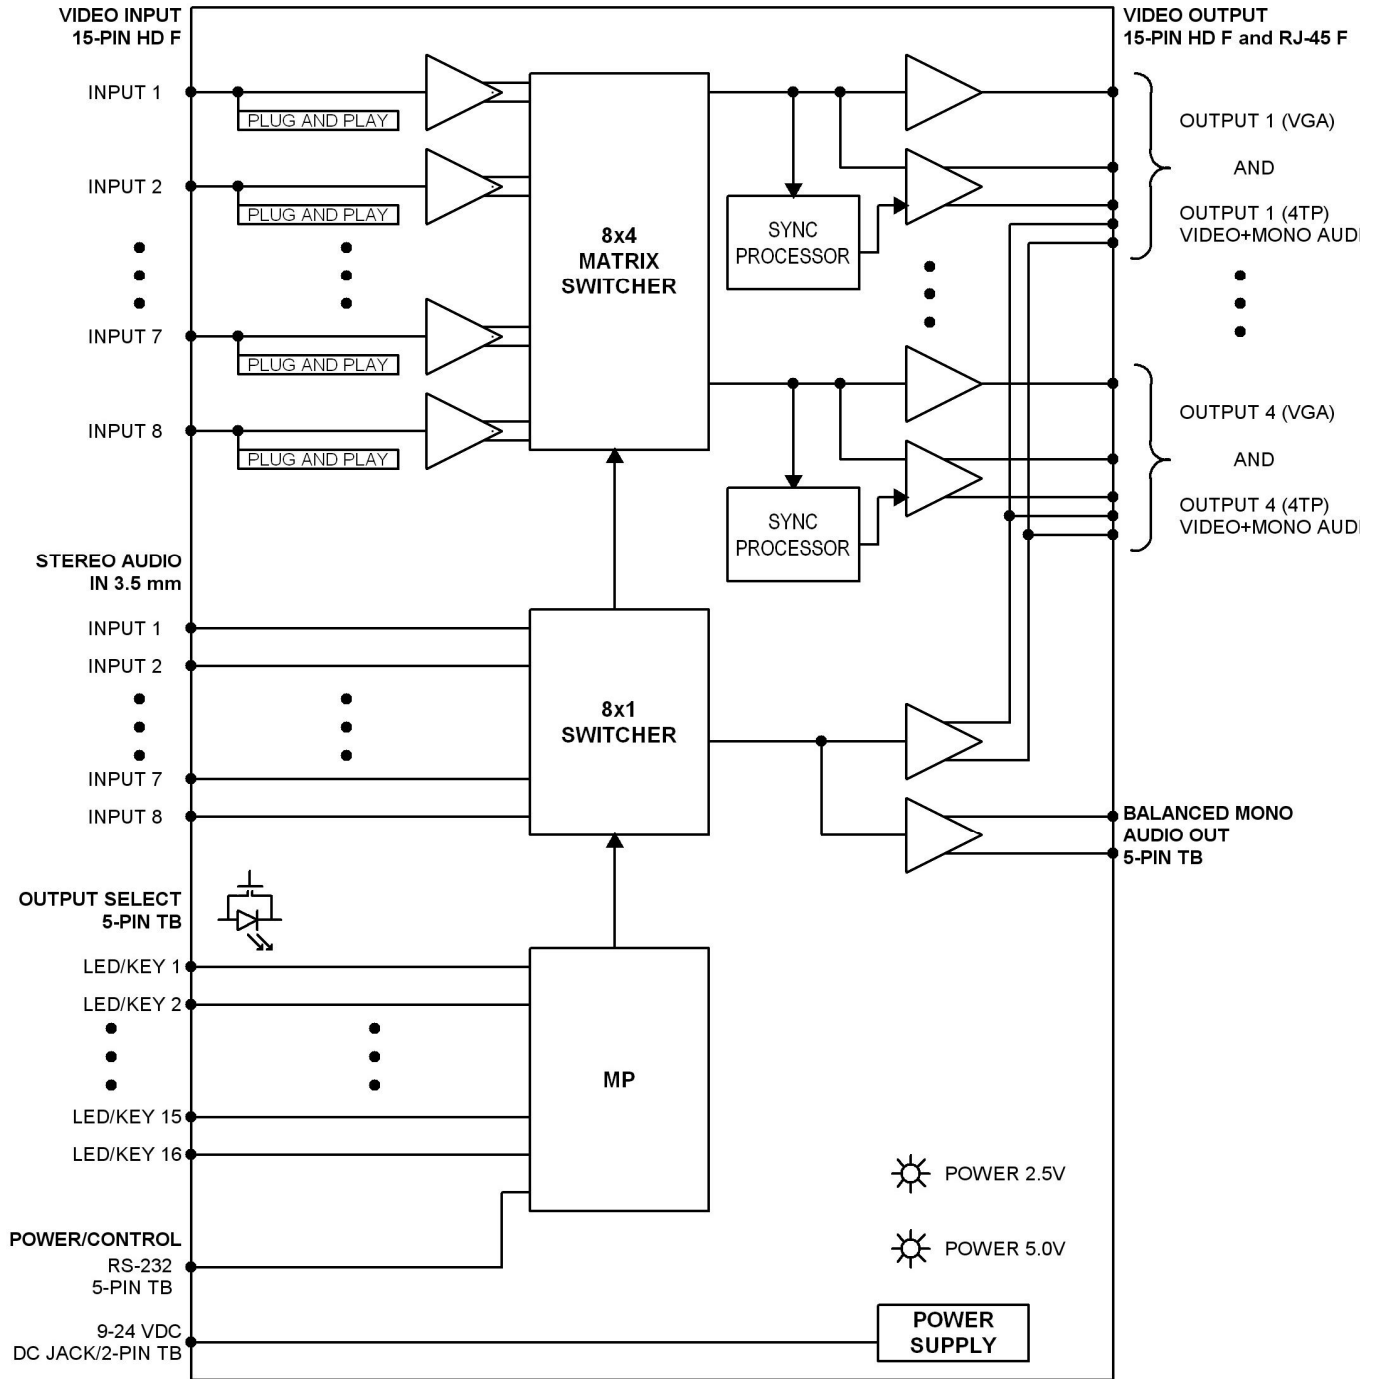 VIDEO INPUT
15-PIN HD F
VIDEO OUTPUT
15-PIN HD F and RJ-45 F
INPUT 1
PLUG AND PLAY
INPUT 2
PLUG AND PLAY
INPUT 7
PLUG AND PLAY
INPUT 8
PLUG AND PLAY
8x4
MATRIX
SWITCHER
SYNC
PROCESSOR
OUTPUT 1 (VGA)
AND
OUTPUT 1 (4TP)
VIDEO+MONO AUDI
SYNC
PROCESSOR
OUTPUT 4 (VGA)
AND
OUTPUT 4 (4TP)
VIDEO+MONO AUDI
STEREO AUDIO
IN 3.5 mm
INPUT 1
INPUT 2
INPUT 7
INPUT 8
8x1
SWITCHER
BALANCED MONO
AUDIO OUT
5-PIN TB
OUTPUT SELECT
5-PIN TB
LED/KEY 1
LED/KEY 2
LED/KEY 15
LED/KEY 16
MP
POWER 2.5V
POWER 5.0V
POWER/CONTROL
RS-232
5-PIN TB
9-24 VDC
DC JACK/2-PIN TB
POWER
SUPPLY